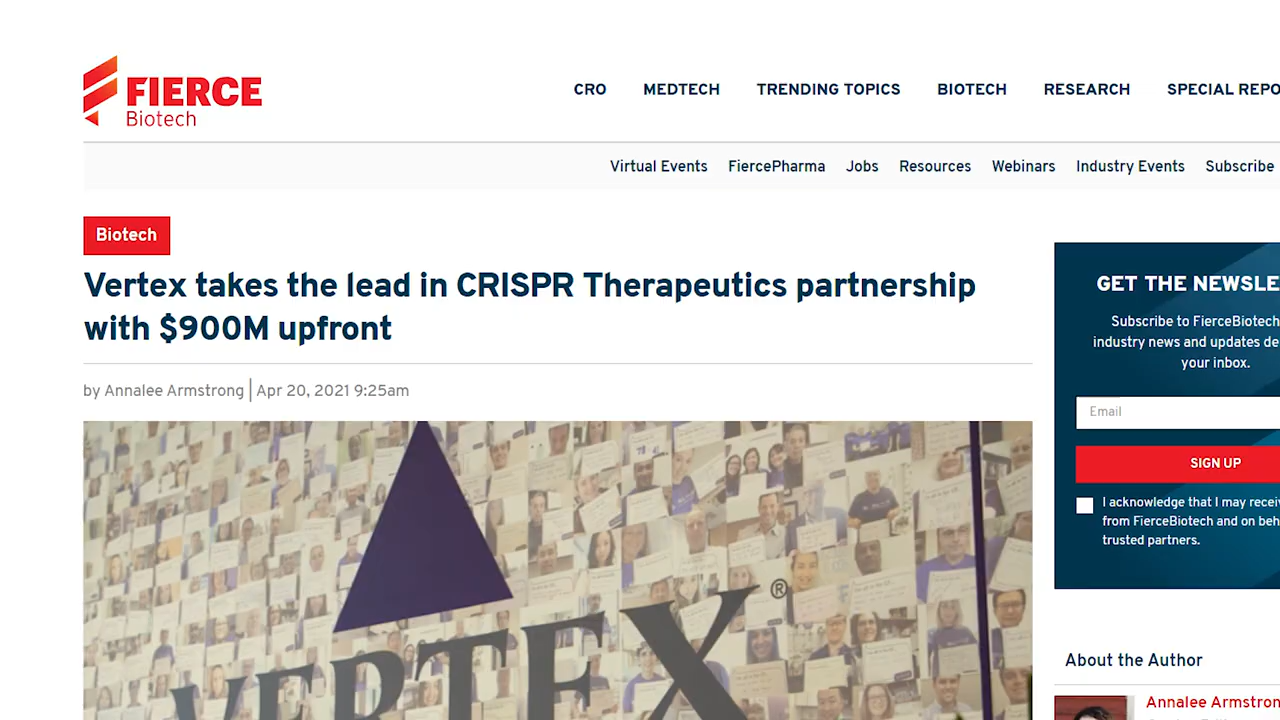 FIERCE
Biotech
CRO MEDTECH TRENDING TOPICS BIOTECH RESEARCH SPECIAL REPO
Virtual Events FiercePharma Jobs Resources Webinars Industry Events Subscribe
Biotech
Vertex takes the lead in CRISPR Therapeutics partnership
with $900M upfront
by Annalee Armstrong | Apr 20, 2021 9:25am
VERTEX®
GET THE NEWSLE
Subscribe to FierceBiotech
industry news and updates de
your inbox.
Email
SIGN UP
I acknowledge that I may recei
from FierceBiotech and on beh
trusted partners.
About the Author
Annalee Armstron